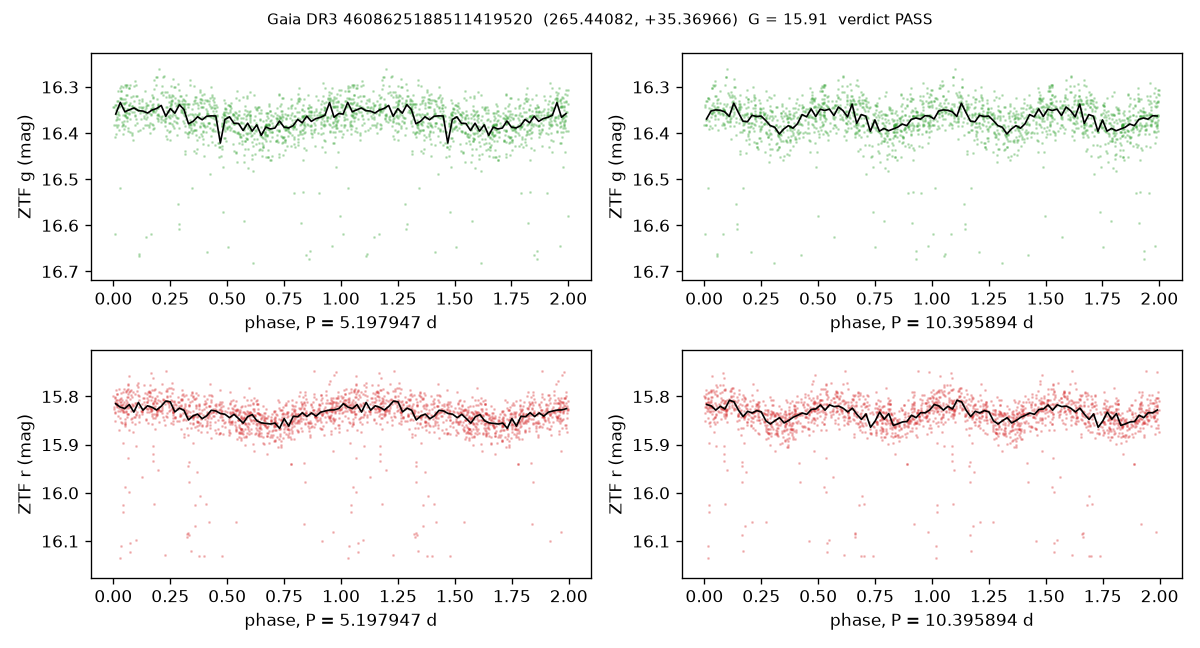 Gaia DR3 4608625188511419520 (265.44082, +35.36966) G = 15.91 verdict PASS
ZTF g (mag)
16.3
16.4
16.5
16.6
16.7
0.00 0.25 0.50 0.75 1.00 1.25 1.50 1.75 2.00
phase, P = 5.197947 d
ZTF g (mag)
16.3
16.4
16.5
16.6
16.7
0.00 0.25 0.50 0.75 1.00 1.25 1.50 1.75 2.00
phase, P = 10.395894 d
ZTF r (mag)
15.8
15.9
16.0
16.1
0.00 0.25 0.50 0.75 1.00 1.25 1.50 1.75 2.00
phase, P = 5.197947 d
ZTF r (mag)
15.8
15.9
16.0
16.1
0.00 0.25 0.50 0.75 1.00 1.25 1.50 1.75 2.00
phase, P = 10.395894 d